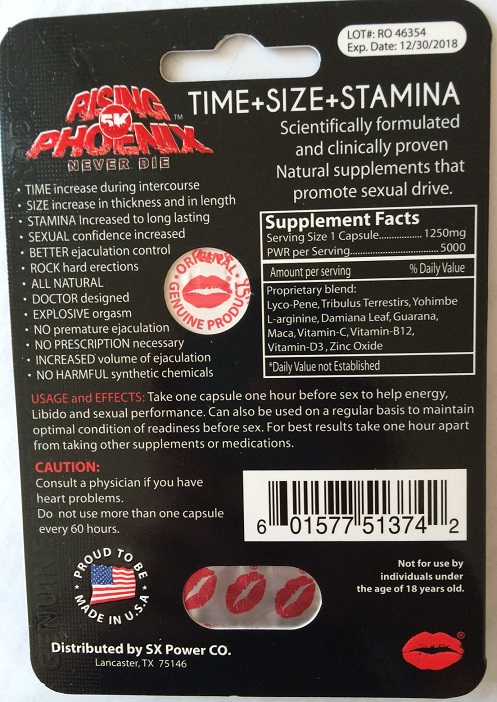 LOT#: RO 46354
Exp. Date: 12/30/2018
RISING
5K
PHOENIX
™
NEVER DIE
TIME+SIZE+STAMINA
Scientifically formulated
and clinically proven
Natural supplements that
promote sexual drive.
• TIME increase during intercourse
• SIZE increase in thickness and in length
• STAMINA Increased to long lasting
• SEXUAL confidence increased
• BETTER ejaculation control
• ROCK hard erections
• ALL NATURAL
• DOCTOR designed
• EXPLOSIVE orgasm
• NO premature ejaculation
• NO PRESCRIPTION necessary
• INCREASED volume of ejaculation
• NO HARMFUL synthetic chemicals
ORIGINAL
GENUINE PRODUCT
Supplement Facts
Serving Size 1 Capsule................. 1250mg
PWR per Serving................................5000
Amount per serving % Daily Value
Proprietary blend:
Lyco-Pene, Tribulus Terrestirs, Yohimbe
L-arginine, Damiana Leaf, Guarana,
Maca, Vitamin-C, Vitamin-B12,
Vitamin-D3 , Zinc Oxide
*Daily Value not Established
USAGE and EFFECTS: Take one capsule one hour before sex to help energy,
Libido and sexual performance. Can also be used on a regular basis to maintain
optimal condition of readiness before sex. For best results take one hour apart
from taking other supplements or medications.
CAUTION:
Consult a physician if you have
heart problems.
Do not use more than one capsule
every 60 hours.
6 01577 51374 2
PROUD TO BE
MADE IN U.S.A
Not for use by
individuals under
the age of 18 years old.
Distributed by SX Power CO.
Lancaster, TX 75146
®